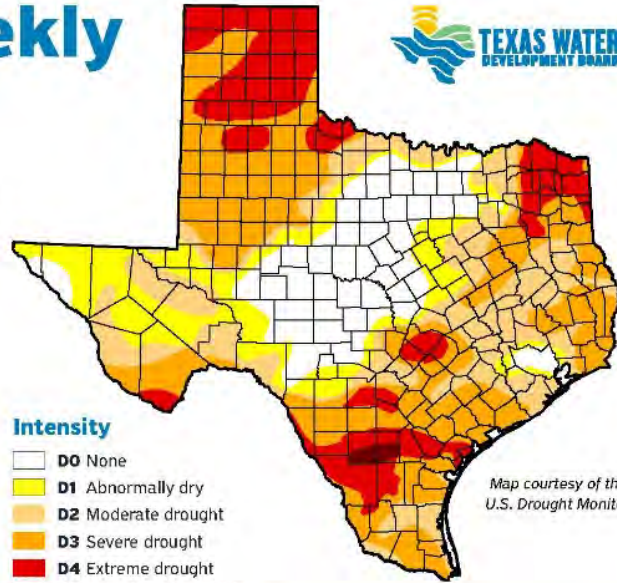 ekly
TEXAS WATER
DEVELOPMENT BOARD
Intensity
D0 None
D1 Abnormally dry
D2 Moderate drought
D3 Severe drought
D4 Extreme drought
Map courtesy of th
U.S. Drought Monito